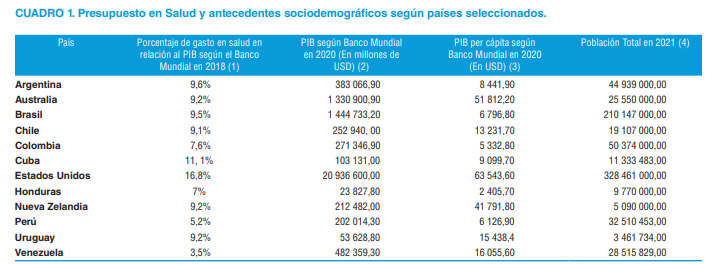 CUADRO 1. Presupuesto en Salud y antecedentes sociodemográficos según países seleccionados.
País Porcentaje de gasto en salud en PIB según Banco Mundial PIB per cápita según Población Total en 2021 (4)
relación al PIB según el Banco en 2020 (En millones de Banco Mundial en 2020
Mundial en 2018 (1) USD) (2) (En USD) (3)
Argentina 9,6% 383 066,90 8 441,90 44 939 000,00
Australia 9,2% 1 330 900,90 51 812,20 25 550 000,00
Brasil 9,5% 1 444 733,20 6 796,80 210 147 000,00
Chile 9,1% 252 940, 00 13 231,70 19 107 000,00
Colombia 7,6% 271 346,90 5 332,80 50 374 000,00
Cuba 11, 1% 103 131,00 9 099,70 11 333 483,00
Estados Unidos 16,8% 20 936 600,00 63 543,60 328 461 000,00
Honduras 7% 23 827,80 2 405,70 9 770 000,00
Nueva Zelandia 9,2% 212 482,00 41 791,80 5 090 000,00
Perú 5,2% 202 014,30 6 126,90 32 510 453,00
Uruguay 9,2% 53 628,80 15 438,4 3 461 734,00
Venezuela 3,5% 482 359,30 16 055,60 28 515 829,00